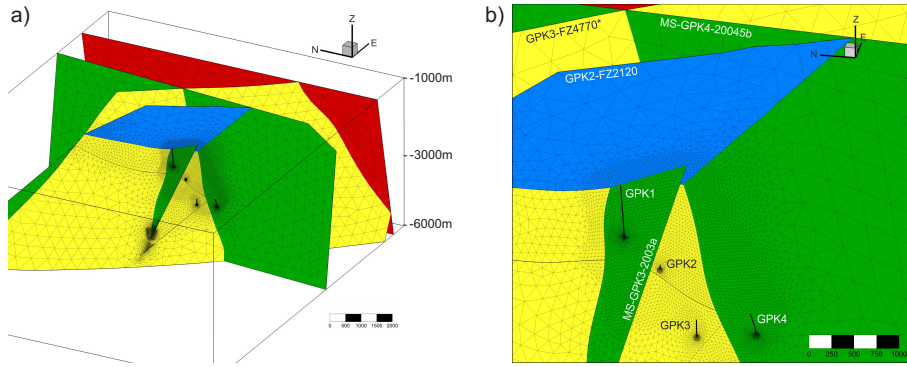 a)
Z
N
E
-1000m
-3000m
-6000m
0 500 1000 1500 2000
b)
GPK3-FZ4770*
MS-GPK4-20045b
Z
N
E
GPK2-FZ2120
GPK1
MS-GPK3-2003a
GPK2
GPK3
GPK4
0 250 500 750 1000